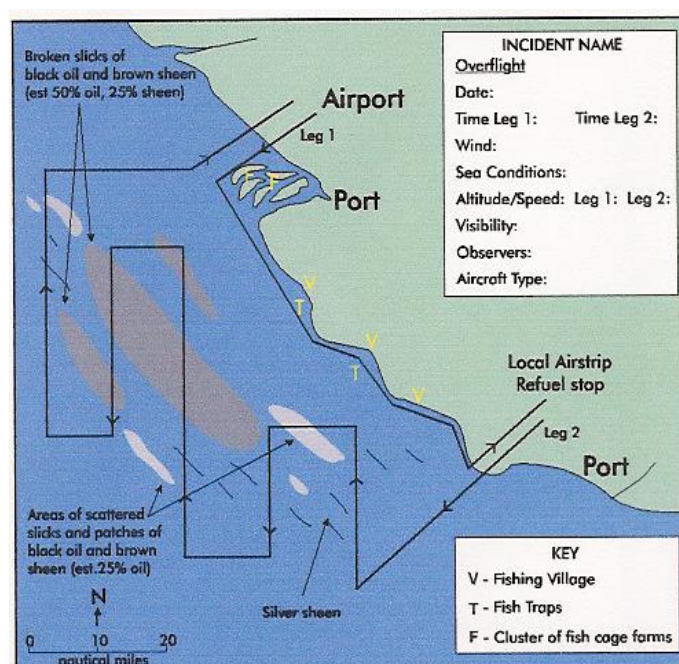 Broken slicks of
black oil and brown sheen
(est 50% oil, 25% sheen)
Airport
Leg 1
Port
F
F
V
T
V
T
V
Local Airstrip
Refuel stop
Leg 2
Port
Areas of scattered
slicks and patches of
black oil and brown
sheen (est.25% oil)
Silver sheen
N
0 10 20
nautical miles
INCIDENT NAME
Overflight
Date:
Time Leg 1: Time Leg 2:
Wind:
Sea Conditions:
Altitude/Speed: Leg 1: Leg 2:
Visibility:
Observers:
Aircraft Type:
KEY
V - Fishing Village
T - Fish Traps
F - Cluster of fish cage farms